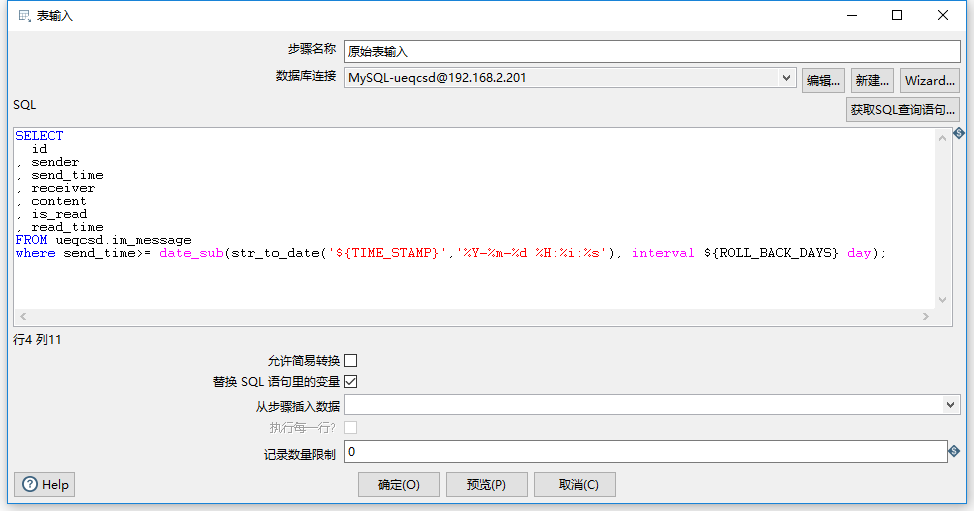 表输入
步骤名称 原始表输入
数据库连接 MySQL-ueqcsd@192.168.2.201 编辑... 新建... Wizard...
SQL 获取SQL查询语句...
SELECT
id
, sender
, send_time
, receiver
, content
, is_read
, read_time
FROM ueqcsd.im_message
where send_time>= date_sub(str_to_date('${TIME_STAMP}','%Y-%m-%d %H:%i:%s'), interval ${ROLL_BACK_DAYS} day);
行4 列11
允许简易转换
替换 SQL 语句里的变量
从步骤插入数据
执行每一行?
记录数量限制 0
Help 确定(O) 预览(P) 取消(C)